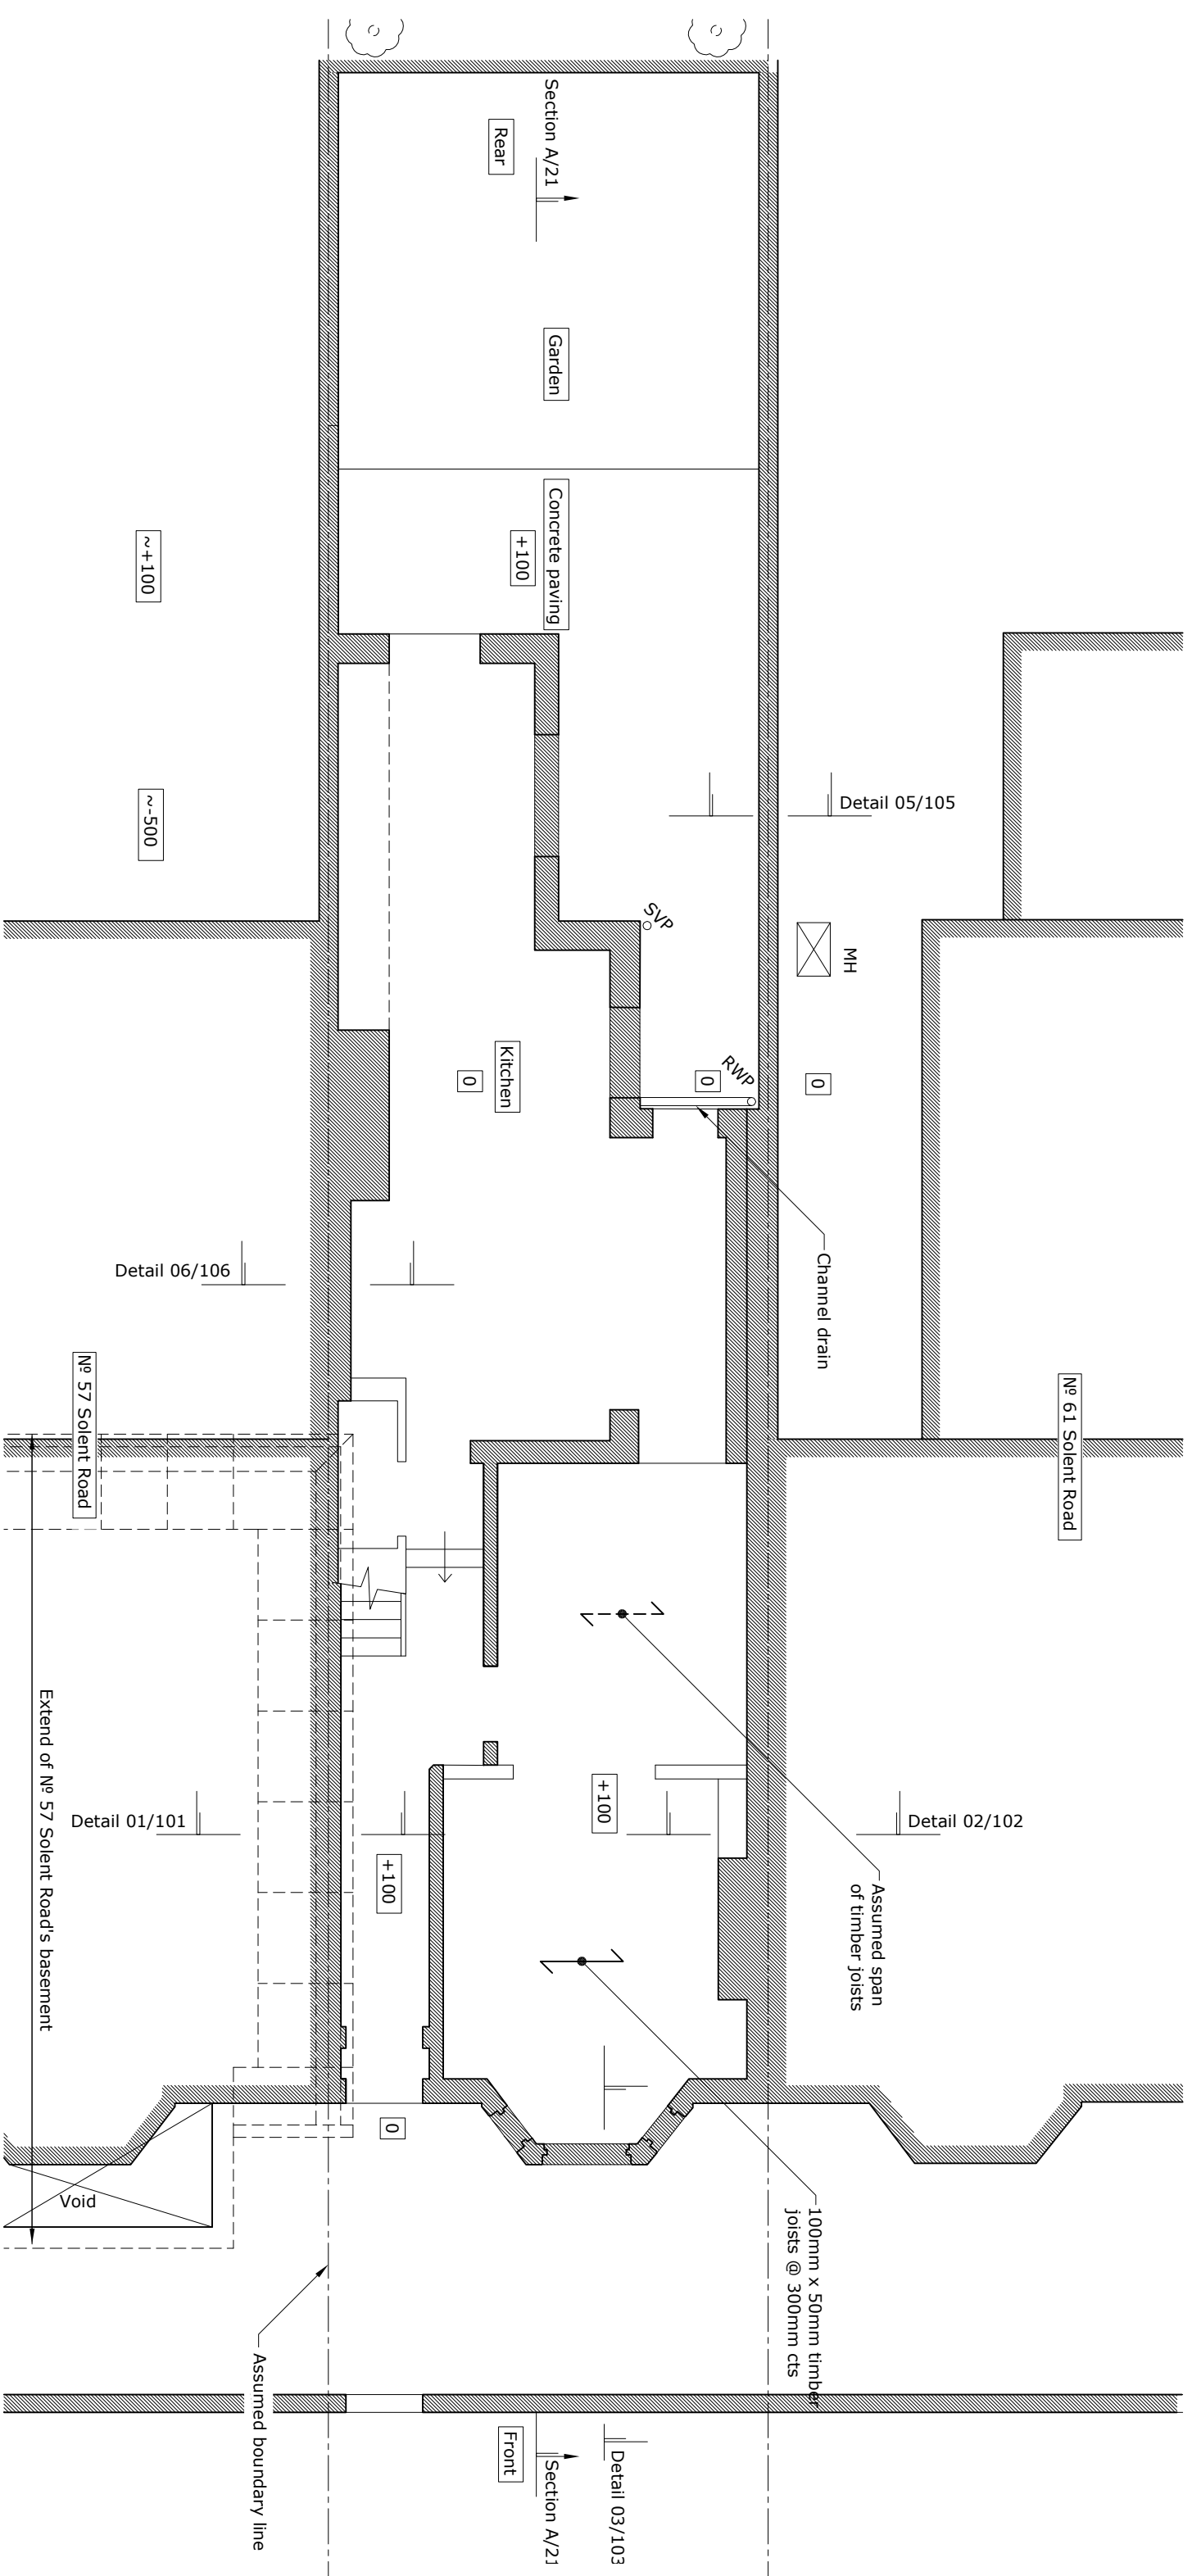 Section A/21
Rear
Garden
Concrete paving
+100
~+100
~-500
Detail 05/105
SVP
MH
RWP
0
0
Kitchen
0
Channel drain
Detail 06/106
Nº 57 Solent Road
Nº 61 Solent Road
Extend of Nº 57 Solent Road's basement
+100
Detail 01/101
Detail 02/102
+100
Assumed span
of timber joists
0
Void
100mm x 50mm timber
joists @ 300mm cts
Assumed boundary line
Front
Section A/21
Detail 03/103